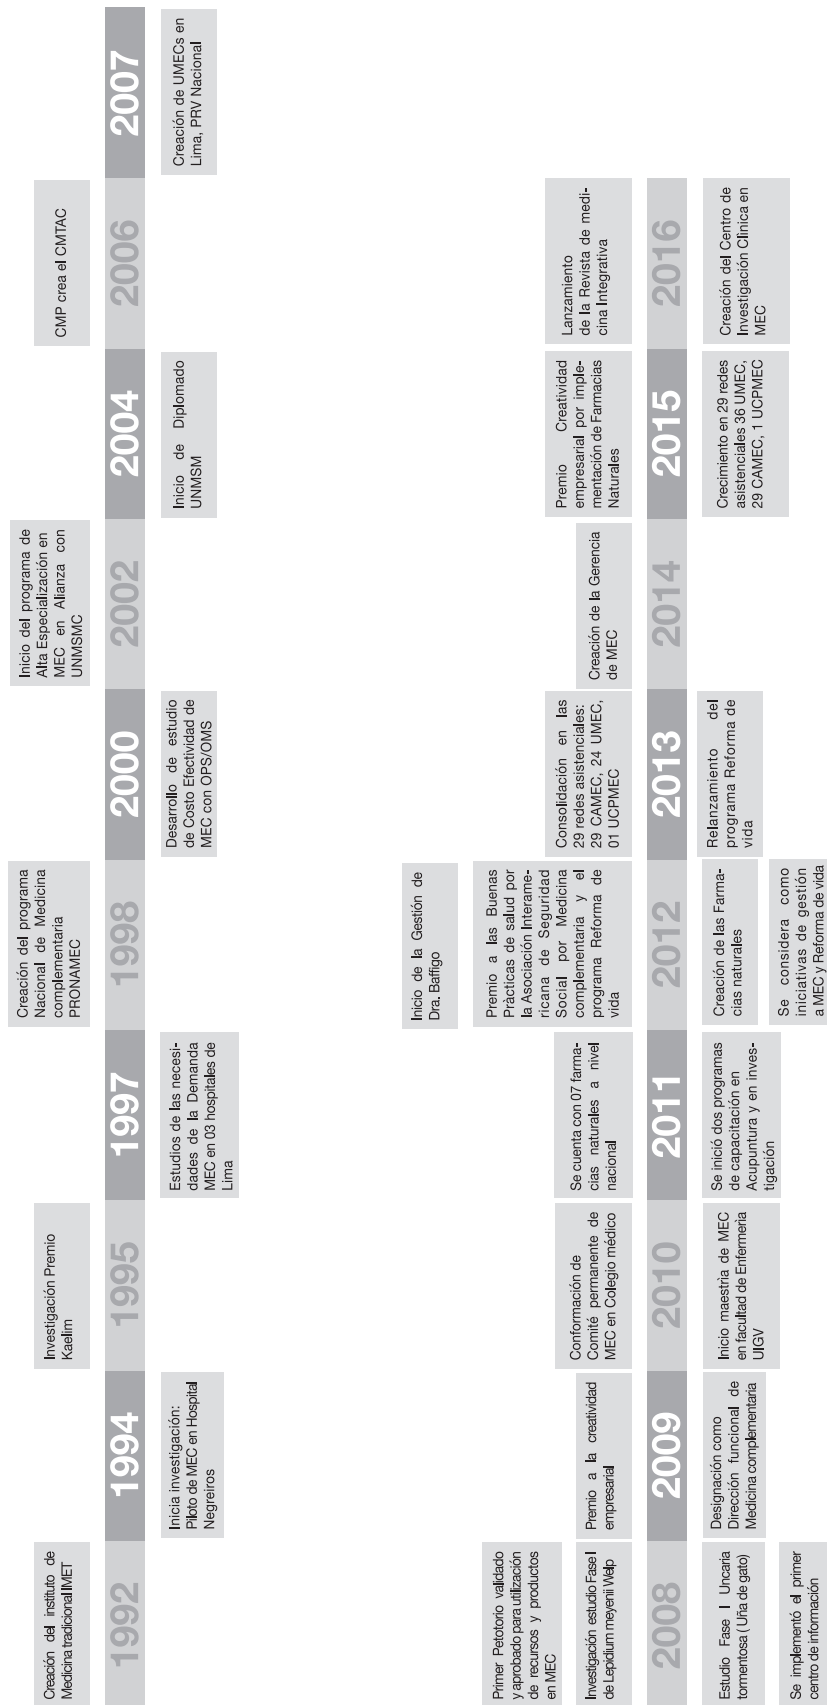 Creación del instituto de
Medicina tradicional IMET
1992
1994
Inicia investigación:
Piloto de MEC en Hospital
Negreiros
Investigación Premio
Kaelim
1995
1997
Estudios de las necesi-
dades de la Demanda
MEC en 03 hospitales de
Lima
Creación del programa
Nacional de Medicina
complementaria
PRONAMEC
1998
2000
Desarrollo de estudio
de Costo Efectividad de
MEC con OPS/OMS
Inicio del programa de
Alta Especialización en
MEC en Alianza con
UNMSMC
2002
2004
Inicio de Diplomado
UNMSM
CMP crea el CMTAC
2006
2007
Creación de UMECs en
Lima, PRV Nacional
Primer Petotorio validado
y aprobado para utilización
de recursos y productos
en MEC
Investigación estudio Fase I
de Lepidium meyenii Welp
2008
Estudio Fase I Uncaria
tormentosa ( Uña de gato)
Se implementó el primer
centro de información
Premio a la creatividad
empresarial
2009
Designación como
Dirección funcional de
Medicina complementaria
Conformación de
Comité permanente de
MEC en Colegio médico
2010
Inicio maestría de MEC
en facultad de Enfermería
UIGV
Se cuenta con 07 farma-
cias naturales a nivel
nacional
2011
Se inició dos programas
de capacitación en
Acupuntura y en inves-
tigación
Inicio de la Gestión de
Dra. Baffigo
Premio a las Buenas
Prácticas de salud por
la Asociación Interame-
ricana de Seguridad
Social por Medicina
complementaria y el
programa Reforma de
vida
2012
Creación de las Farma-
cias naturales
Se considera como
iniciativas de gestión
a MEC y Reforma de vida
Consolidación en las
29 redes asistenciales:
29 CAMEC, 24 UMEC,
01 UCPMEC
2013
Relanzamiento del
programa Reforma de
vida
Creación de la Gerencia
de MEC
2014
Premio Creatividad
empresarial por imple-
mentación de Farmacias
Naturales
2015
Crecimiento en 29 redes
asistenciales 36 UMEC,
29 CAMEC, 1 UCPMEC
Lanzamiento
de la Revista de medi-
cina Integrativa
2016
Creación del Centro de
Investigación Clínica en
MEC